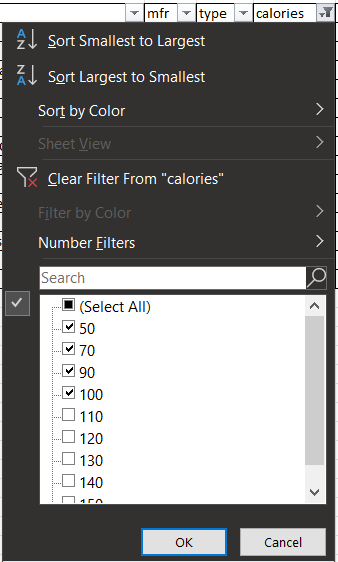 mfr type calories
Sort Smallest to Largest
Sort Largest to Smallest
Sort by Color
Sheet View
Clear Filter From "calories"
Filter by Color
Number Filters
Search
(Select All)
50
70
90
100
110
120
130
140
150
OK Cancel